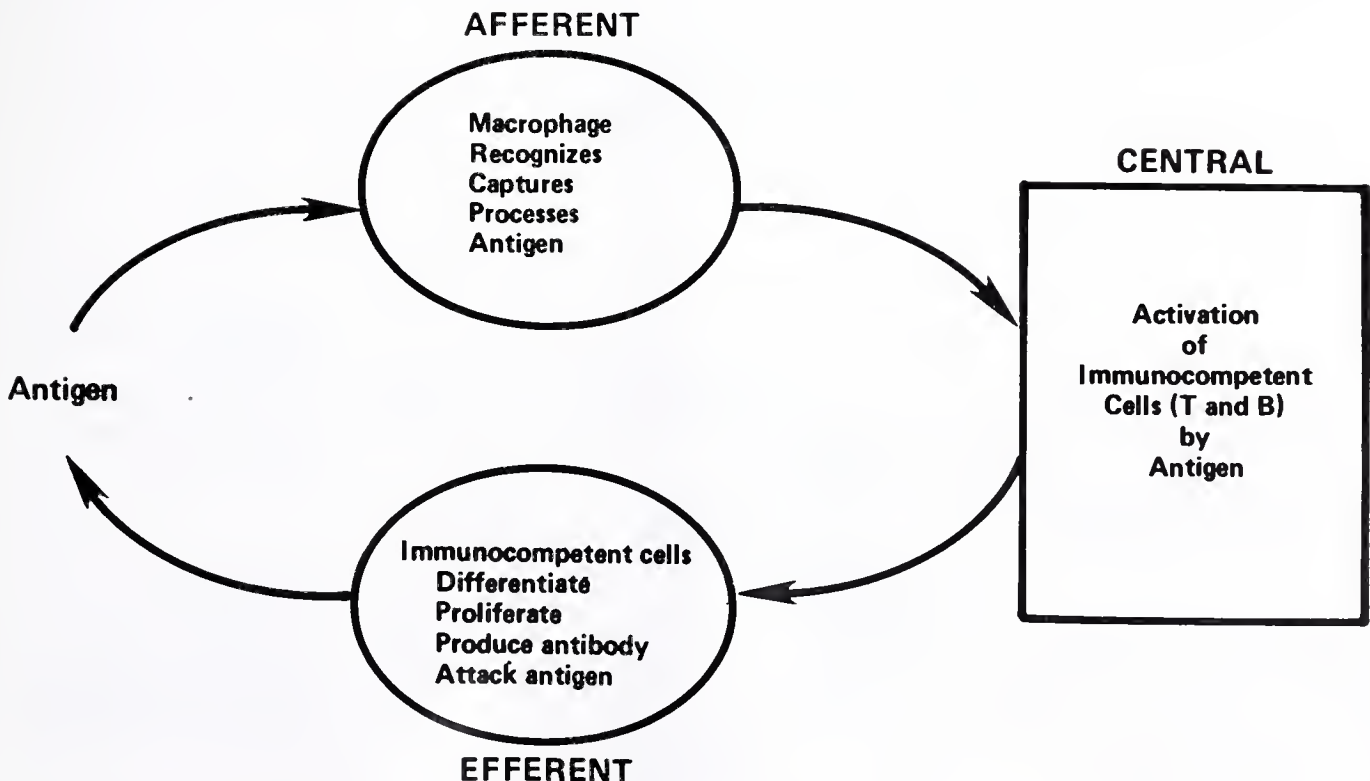 AFFERENT
Macrophage
Recognizes
Captures
Processes
Antigen
CENTRAL
Activation
of
Immunocompetent
Cells (T and B)
by
Antigen
Antigen
Immunocompetent cells
Differentiate
Proliferate
Produce antibody
Attack antigen
EFFERENT